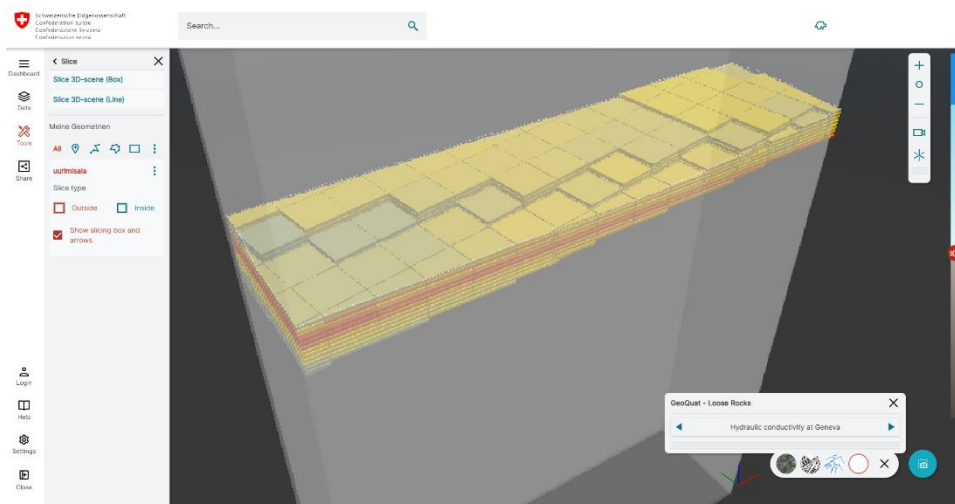 Schweizerische Eidgenossenschaft
Confédération suisse
Confederazione Svizzera
Confederaziun svizra
Search...
Dashboard
Data
Tools
Share
Login
Help
Settings
Close
Slice
Slice 3D-scene (Box)
Slice 3D-scene (Line)
Meine Geometrien
All
uurimisala
Slice type
Outside
Inside
Show slicing box and
arrows
GeoQuat - Loose Rocks
Hydraulic conductivity at Geneva